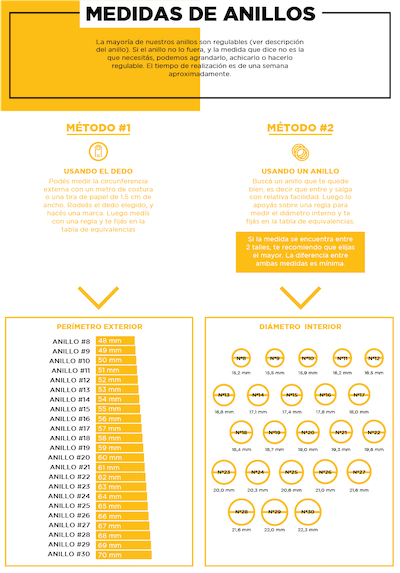 MEDIDAS DE ANILLOS
La mayoría de nuestros anillos son regulables (ver descripción
del anillo). Si el anillo no lo fuera, y la medida que dice no es la
que necesitás, podemos agrandarlo, achicarlo o hacerlo
regulable. El tiempo de realización es de una semana
aproximadamente.
MÉTODO #1
USANDO EL DEDO
Podés medir la circunferencia
externa con un metro de costura
o una tira de papel de 1.5 cm de
ancho. Rodeás el dedo elegido, y
hacés una marca. Luego medís
con una regla y te fijás en la
tabla de equivalencias
MÉTODO #2
USANDO UN ANILLO
Buscá un anillo que te quede
bien, es decir que entre y salga
con relativa facilidad. Luego lo
apoyás sobre una regla para
medir el diámetro interno y te
fijás en la tabla de equivalencias.
Si la medida se encuentra entre
2 talles, te recomiendo que elijas
el mayor. La diferencia entre
ambas medidas es mínima.
PERÍMETRO EXTERIOR
ANILLO #8 48 mm
ANILLO #9 49 mm
ANILLO #10 50 mm
ANILLO #11 51 mm
ANILLO #12 52 mm
ANILLO #13 53 mm
ANILLO #14 54 mm
ANILLO #15 55 mm
ANILLO #16 56 mm
ANILLO #17 57 mm
ANILLO #18 58 mm
ANILLO #19 59 mm
ANILLO #20 60 mm
ANILLO #21 61 mm
ANILLO #22 62 mm
ANILLO #23 63 mm
ANILLO #24 64 mm
ANILLO #25 65 mm
ANILLO #26 66 mm
ANILLO #27 67 mm
ANILLO #28 68 mm
ANILLO #29 69 mm
ANILLO #30 70 mm
DIÁMETRO INTERIOR
Nº8 Nº9 Nº10 Nº11 Nº12
15,2 mm 15,5 mm 15,9 mm 16,2 mm 16,5 mm
Nº13 Nº14 Nº15 Nº16 Nº17
16,8 mm 17,1 mm 17,4 mm 17,8 mm 18,0 mm
Nº18 Nº19 Nº20 Nº21 Nº22
18,4 mm 18,7 mm 19,0 mm 19,3 mm 19,6 mm
Nº23 Nº24 Nº25 Nº26 Nº27
20,0 mm 20,3 mm 20,6 mm 21,0 mm 21,3 mm
Nº28 Nº29 Nº30
21,6 mm 22,0 mm 22,3 mm